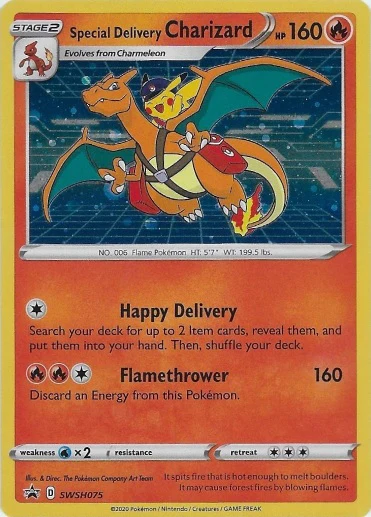 STAGE 2
Special Delivery Charizard HP 160
Evolves from Charmeleon
NO. 006 Flame Pokémon HT: 5'7" WT: 199.5 lbs.
Happy Delivery
Search your deck for up to 2 Item cards, reveal them, and
put them into your hand. Then, shuffle your deck.
Flamethrower 160
Discard an Energy from this Pokémon.
weakness ×2 resistance retreat
Illus. & Direc. The Pokémon Company Art Team
D SWSH075
It spits fire that is hot enough to melt boulders.
It may cause forest fires by blowing flames.
©2020 Pokémon / Nintendo / Creatures / GAME FREAK